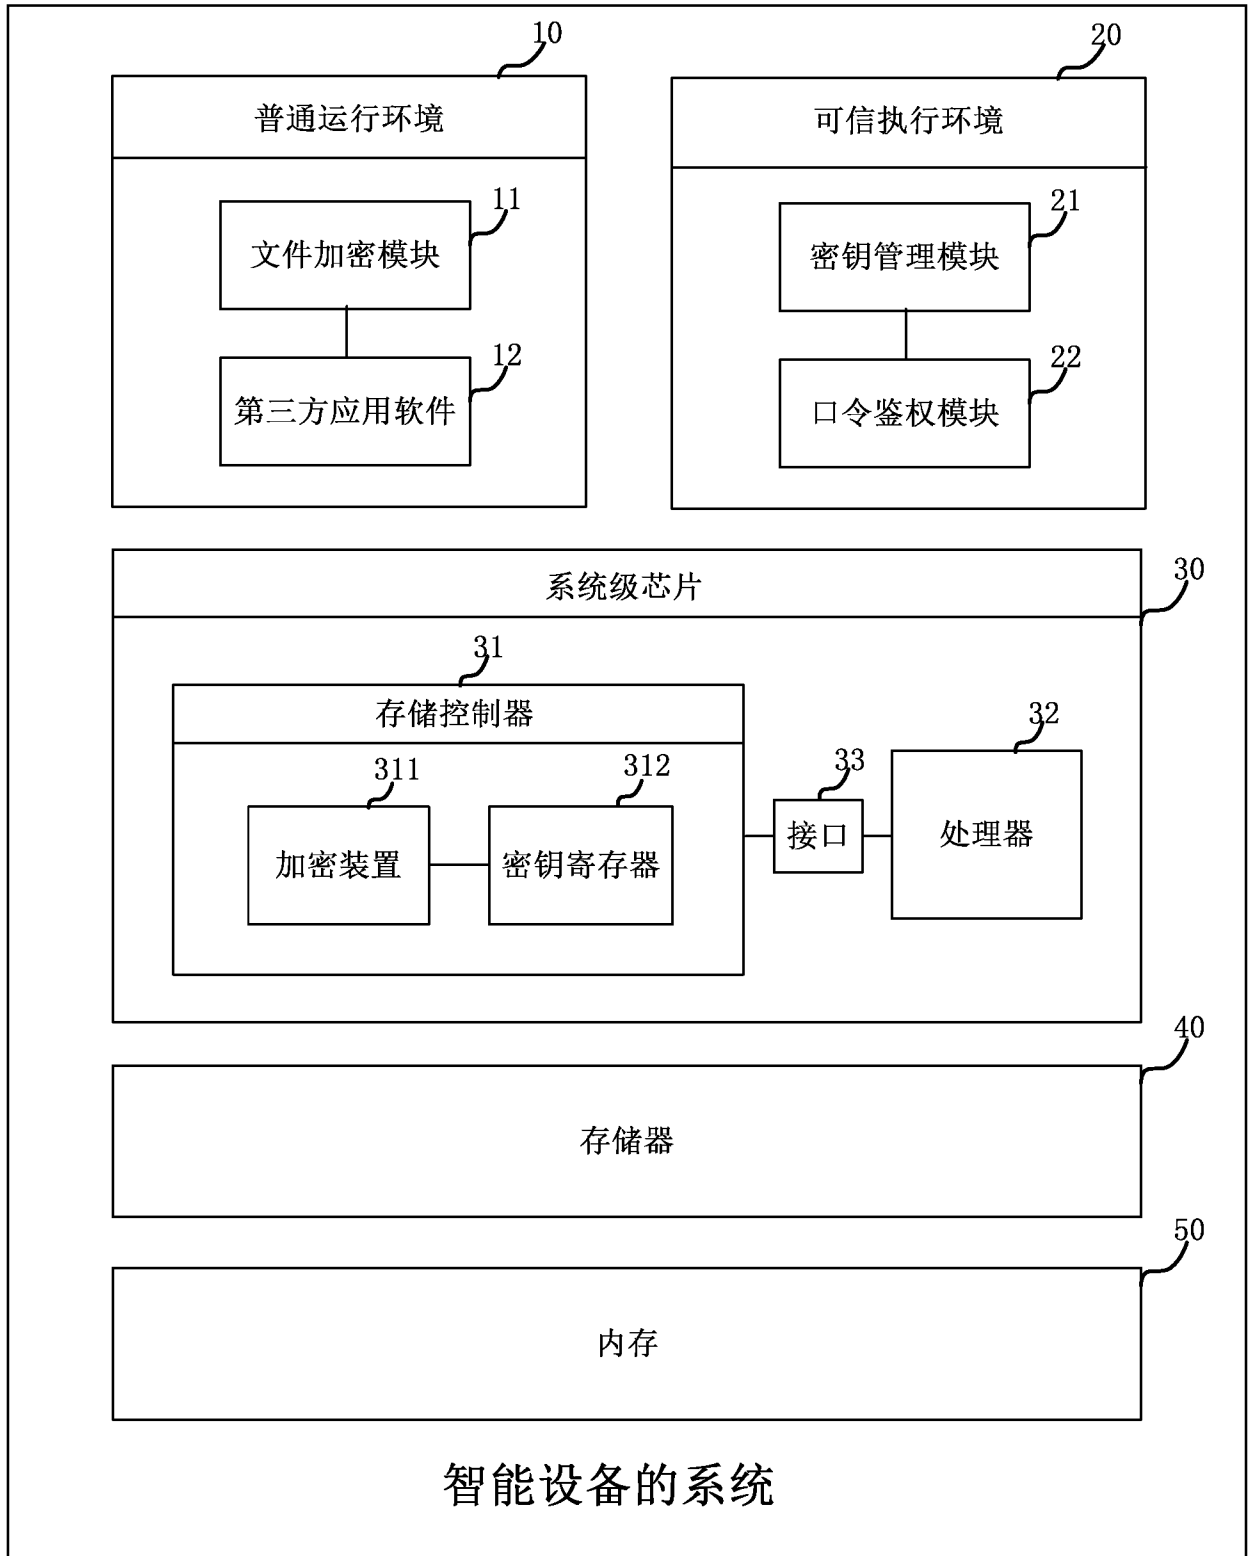 10
20
普通运行环境
可信执行环境
11
21
文件加密模块
密钥管理模块
12
22
第三方应用软件
口令鉴权模块
系统级芯片
30
31
存储控制器
32
33
311
312
加密装置
密钥寄存器
接口
处理器
40
存储器
50
内存
智能设备的系统